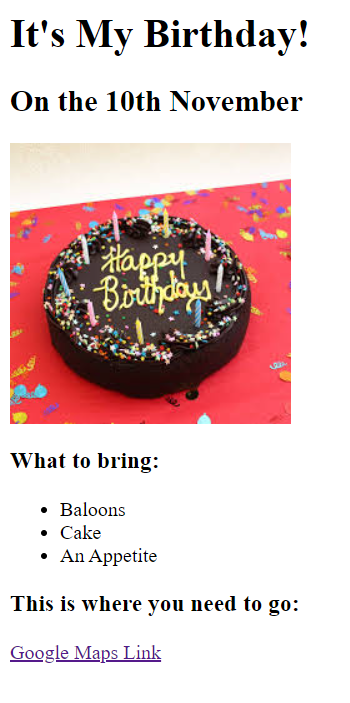 It's My Birthday!
On the 10th November
Happy
Birthdays
What to bring:
Baloons
Cake
An Appetite
This is where you need to go:
Google Maps Link